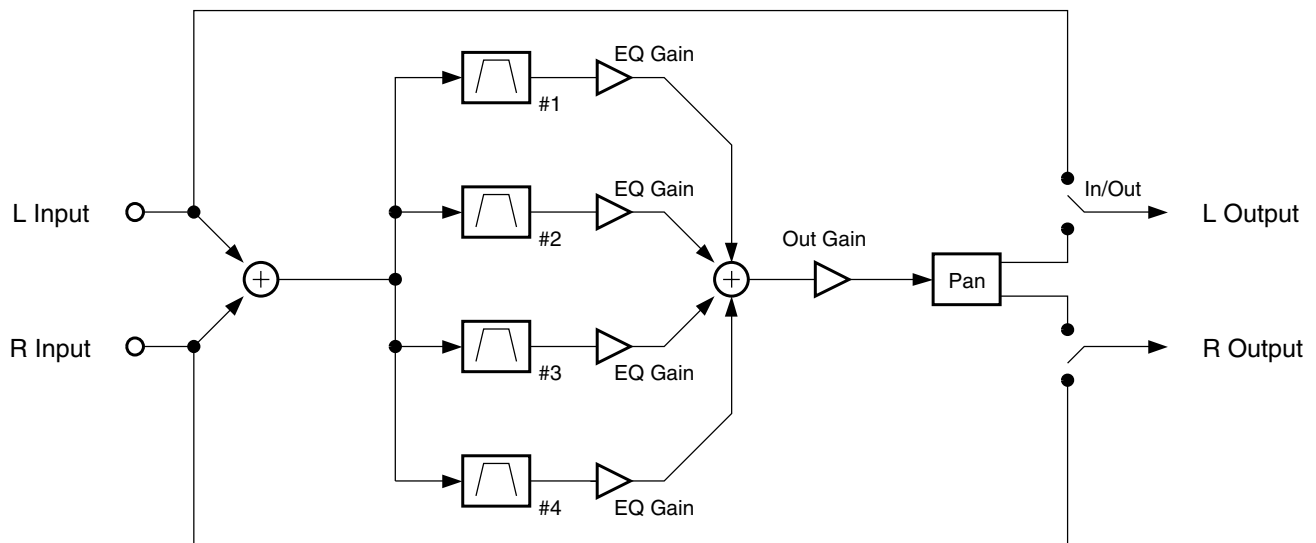 EQ Gain
#1
EQ Gain
In/Out
L Input
L Output
#2
Out Gain
+
+
Pan
R Input
R Output
#3
EQ Gain
#4
EQ Gain